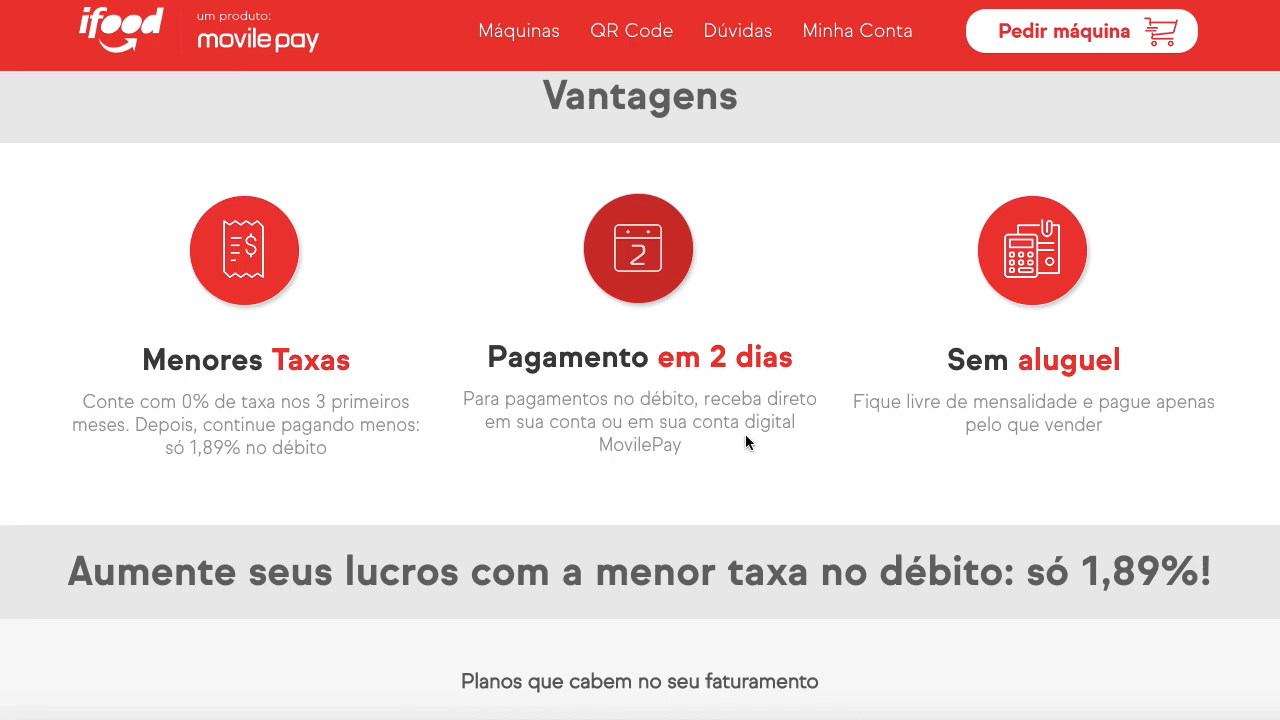 ifood
um produto:
movile pay
Máquinas QR Code Dúvidas Minha Conta
Pedir máquina
Vantagens
2
Menores Taxas
Conte com 0% de taxa nos 3 primeiros
meses. Depois, continue pagando menos:
só 1,89% no débito
Pagamento em 2 dias
Para pagamentos no débito, receba direto
em sua conta ou em sua conta digital
MovilePay
Sem aluguel
Fique livre de mensalidade e pague apenas
pelo que vender
Aumente seus lucros com a menor taxa no débito: só 1,89%!
Planos que cabem no seu faturamento